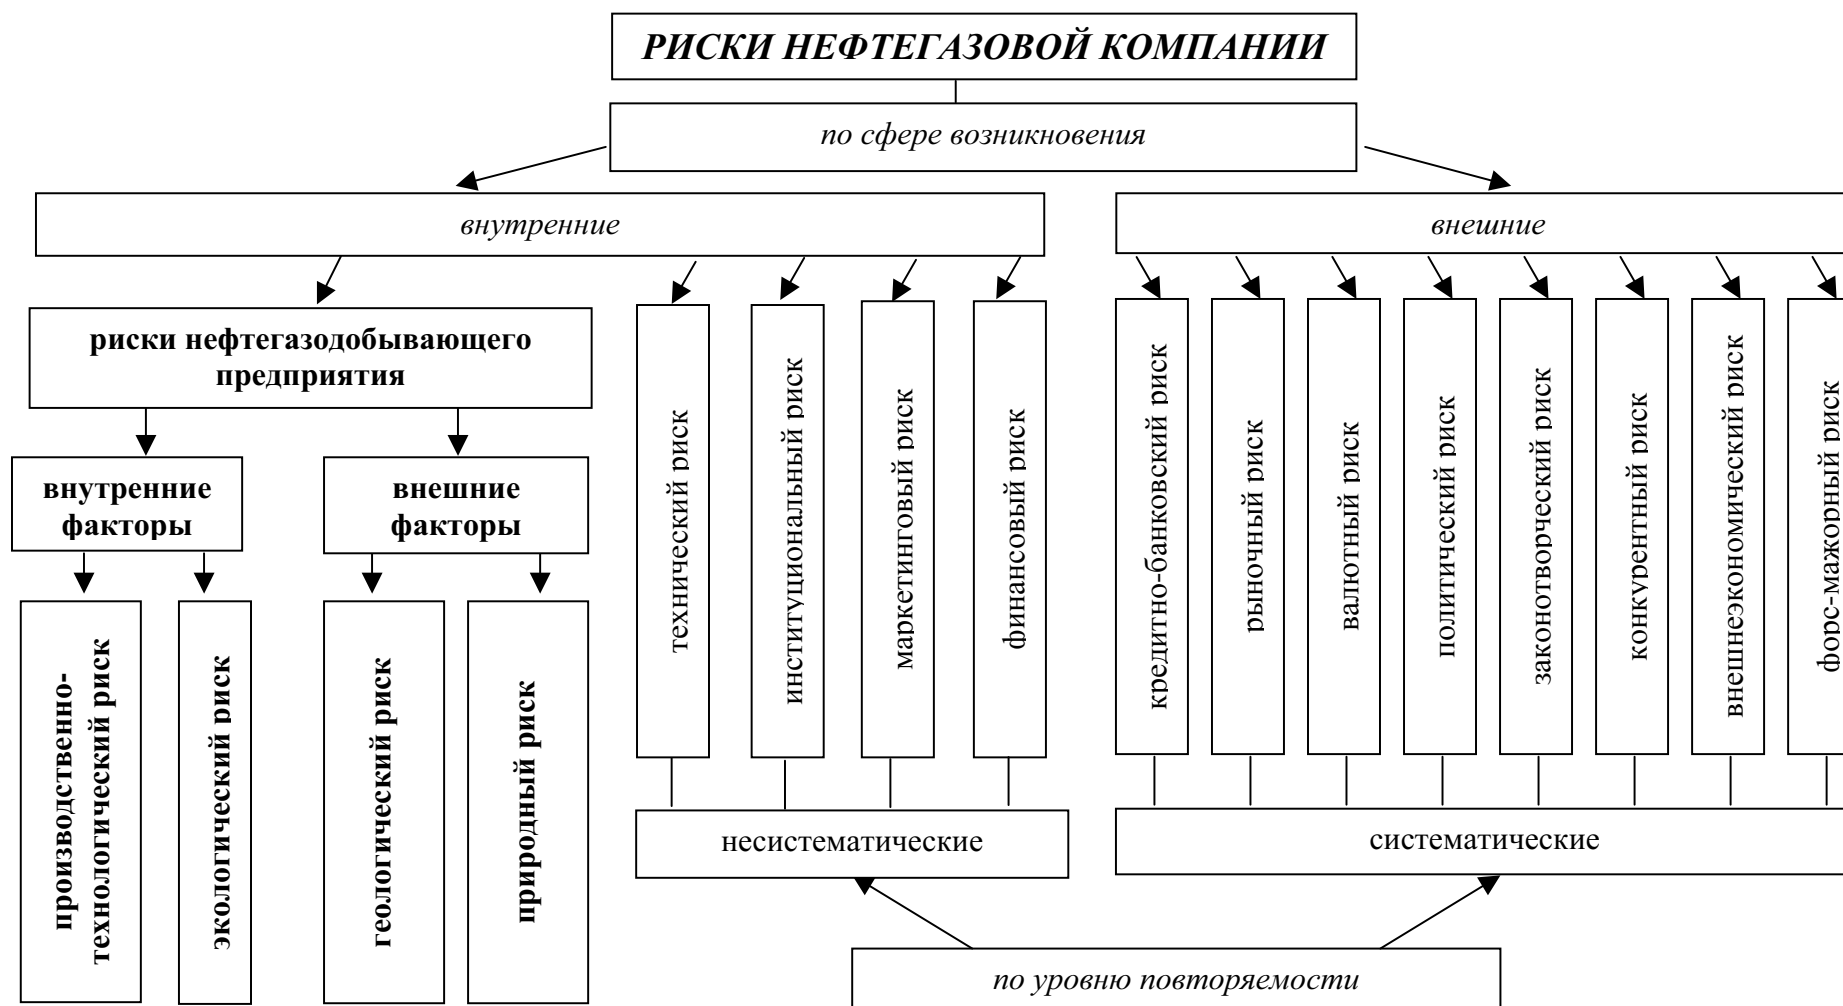 РИСКИ НЕФТЕГАЗОВОЙ КОМПАНИИ
по сфере возникновения
внутренние
внешние
риски нефтегазодобывающего
предприятия
внутренние
факторы
внешние
факторы
производственно-
технологический риск
экологический риск
геологический риск
природный риск
технический риск
институциональный риск
маркетинговый риск
финансовый риск
кредитно-банковский риск
рыночный риск
валютный риск
политический риск
законотворческий риск
конкурентный риск
внешнеэкономический риск
форс-мажорный риск
несистематические
систематические
по уровню повторяемости